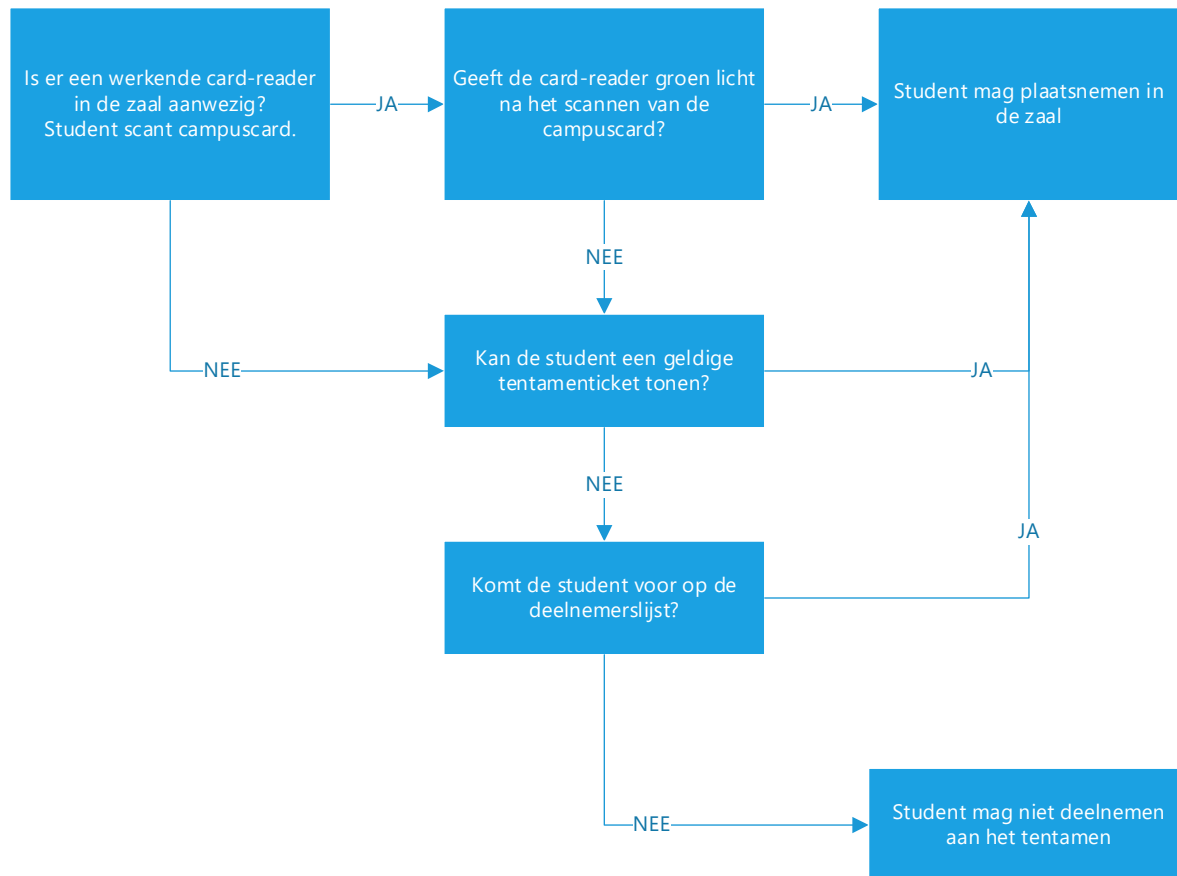 Is er een werkende card-reader
in de zaal aanwezig?
Student scant campuscard.
JA
Geeft de card-reader groen licht
na het scannen van de
campuscard?
JA
Student mag plaatsnemen in
de zaal
NEE
NEE
Kan de student een geldige
tentamenticket tonen?
JA
NEE
JA
Komt de student voor op de
deelnemerslijst?
NEE
Student mag niet deelnemen
aan het tentamen